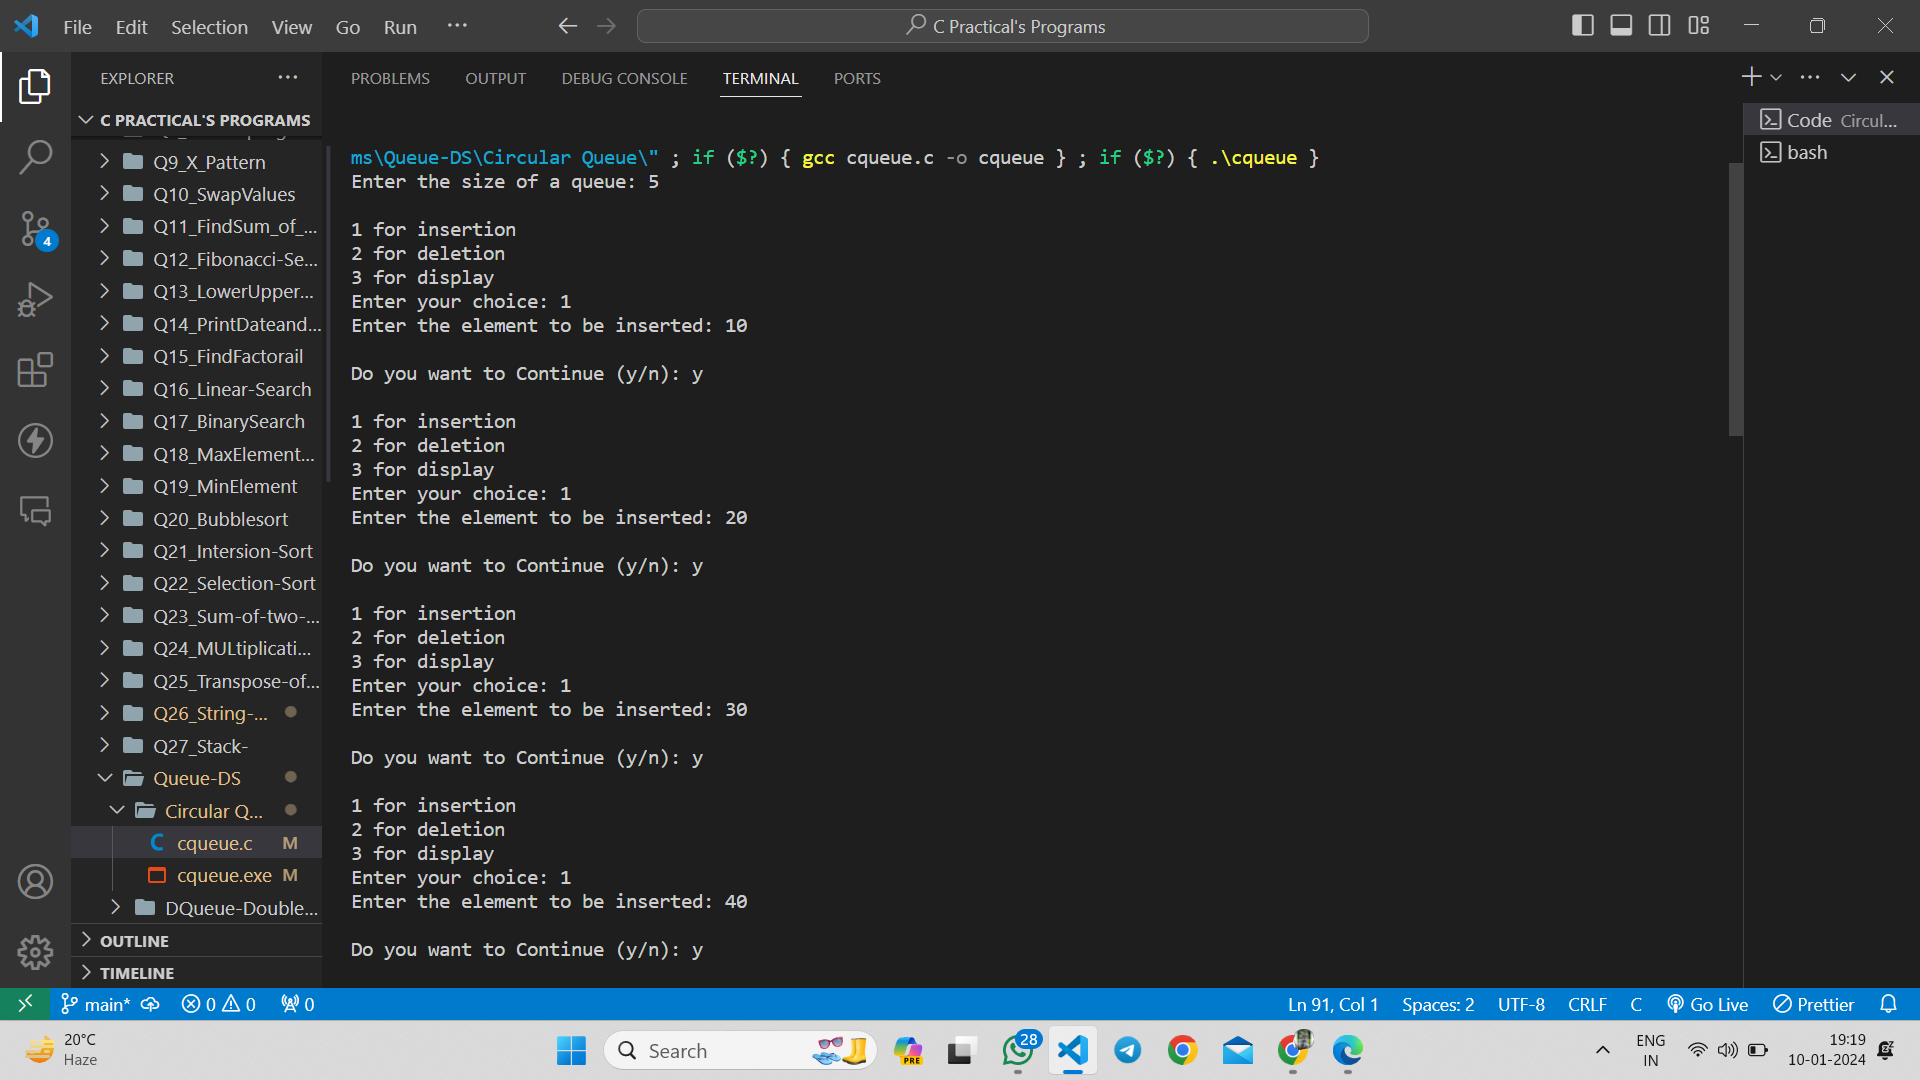 File Edit Selection View Go Run ···
C Practical's Programs
EXPLORER ···
C PRACTICAL'S PROGRAMS
Q9_X_Pattern
Q10_SwapValues
Q11_FindSum_of_...
Q12_Fibonacci-Se...
Q13_LowerUpper...
Q14_PrintDateand...
Q15_FindFactorail
Q16_Linear-Search
Q17_BinarySearch
Q18_MaxElement...
Q19_MinElement
Q20_Bubblesort
Q21_Intersion-Sort
Q22_Selection-Sort
Q23_Sum-of-two-...
Q24_MULtiplicati...
Q25_Transpose-of...
Q26_String-...
Q27_Stack-
Queue-DS
Circular Q...
cqueue.c M
cqueue.exe M
DQueue-Double...
OUTLINE
TIMELINE
4
PROBLEMS OUTPUT DEBUG CONSOLE TERMINAL PORTS
ms\Queue-DS\Circular Queue\" ; if ($?) { gcc cqueue.c -o cqueue } ; if ($?) { .\cqueue }
Enter the size of a queue: 5
1 for insertion
2 for deletion
3 for display
Enter your choice: 1
Enter the element to be inserted: 10
Do you want to Continue (y/n): y
1 for insertion
2 for deletion
3 for display
Enter your choice: 1
Enter the element to be inserted: 20
Do you want to Continue (y/n): y
1 for insertion
2 for deletion
3 for display
Enter your choice: 1
Enter the element to be inserted: 30
Do you want to Continue (y/n): y
1 for insertion
2 for deletion
3 for display
Enter your choice: 1
Enter the element to be inserted: 40
Do you want to Continue (y/n): y
Code Circul...
bash
main* 0 0 0
Ln 91, Col 1 Spaces: 2 UTF-8 CRLF C Go Live Prettier
20°C
Haze
Search
PRE
28
ENG
IN
19:19
10-01-2024